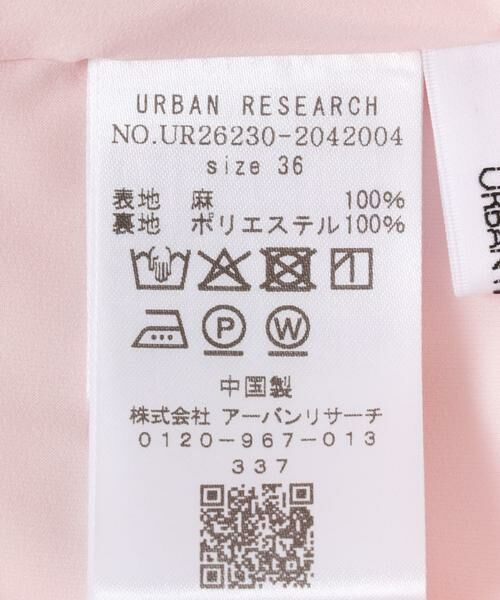 URBAN RESEARCH
NO.UR26230-2042004
size 36
表地 麻 100%
裏地 ポリエステル100%
P W
中国製
株式会社 アーバンリサーチ
0120-967-013
337
URBAN